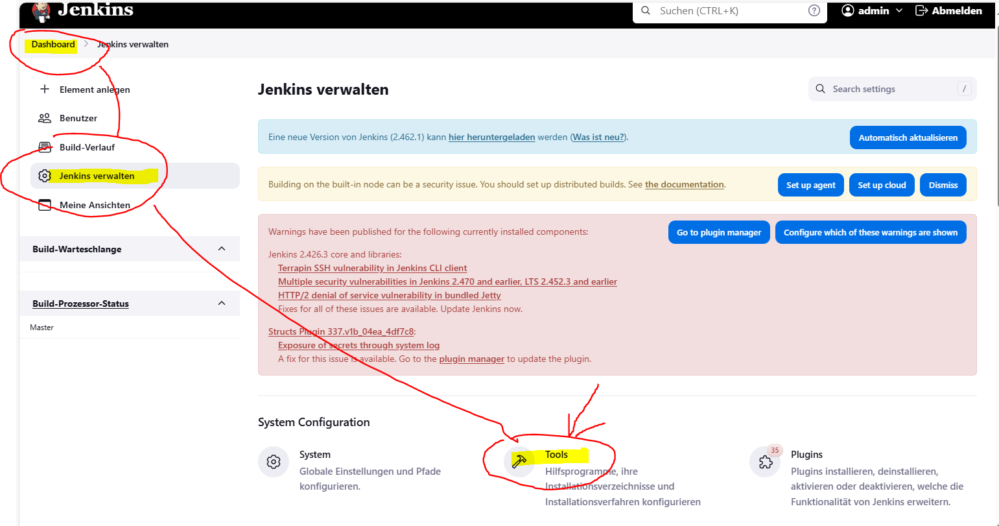 Jenkins
Suchen (CTRL+K)
?
admin
Abmelden
Dashboard > Jenkins verwalten
Element anlegen
Benutzer
Build-Verlauf
Jenkins verwalten
Meine Ansichten
Build-Warteschlange
Build-Prozessor-Status
Master
Jenkins verwalten
Search settings
/
Eine neue Version von Jenkins (2.462.1) kann hier heruntergeladen werden (Was ist neu?).
Automatisch aktualisieren
Building on the built-in node can be a security issue. You should set up distributed builds. See the documentation.
Set up agent
Set up cloud
Dismiss
Warnings have been published for the following currently installed components:
Go to plugin manager
Configure which of these warnings are shown
Jenkins 2.426.3 core and libraries:
Terrapin SSH vulnerability in Jenkins CLI client
Multiple security vulnerabilities in Jenkins 2.470 and earlier, LTS 2.452.3 and earlier
HTTP/2 denial of service vulnerability in bundled Jetty
Fixes for all of these issues are available. Update Jenkins now.
Structs Plugin 337.v1b_04ea_4df7c8:
Exposure of secrets through system log
A fix for this issue is available. Go to the plugin manager to update the plugin.
System Configuration
System
Globale Einstellungen und Pfade
konfigurieren.
Tools
Hilfsprogramme, ihre
Installationsverzeichnisse und
Installationsverfahren konfigurieren
35
Plugins
Plugins installieren, deinstallieren,
aktivieren oder deaktivieren, welche die
Funktionalität von Jenkins erweitern.